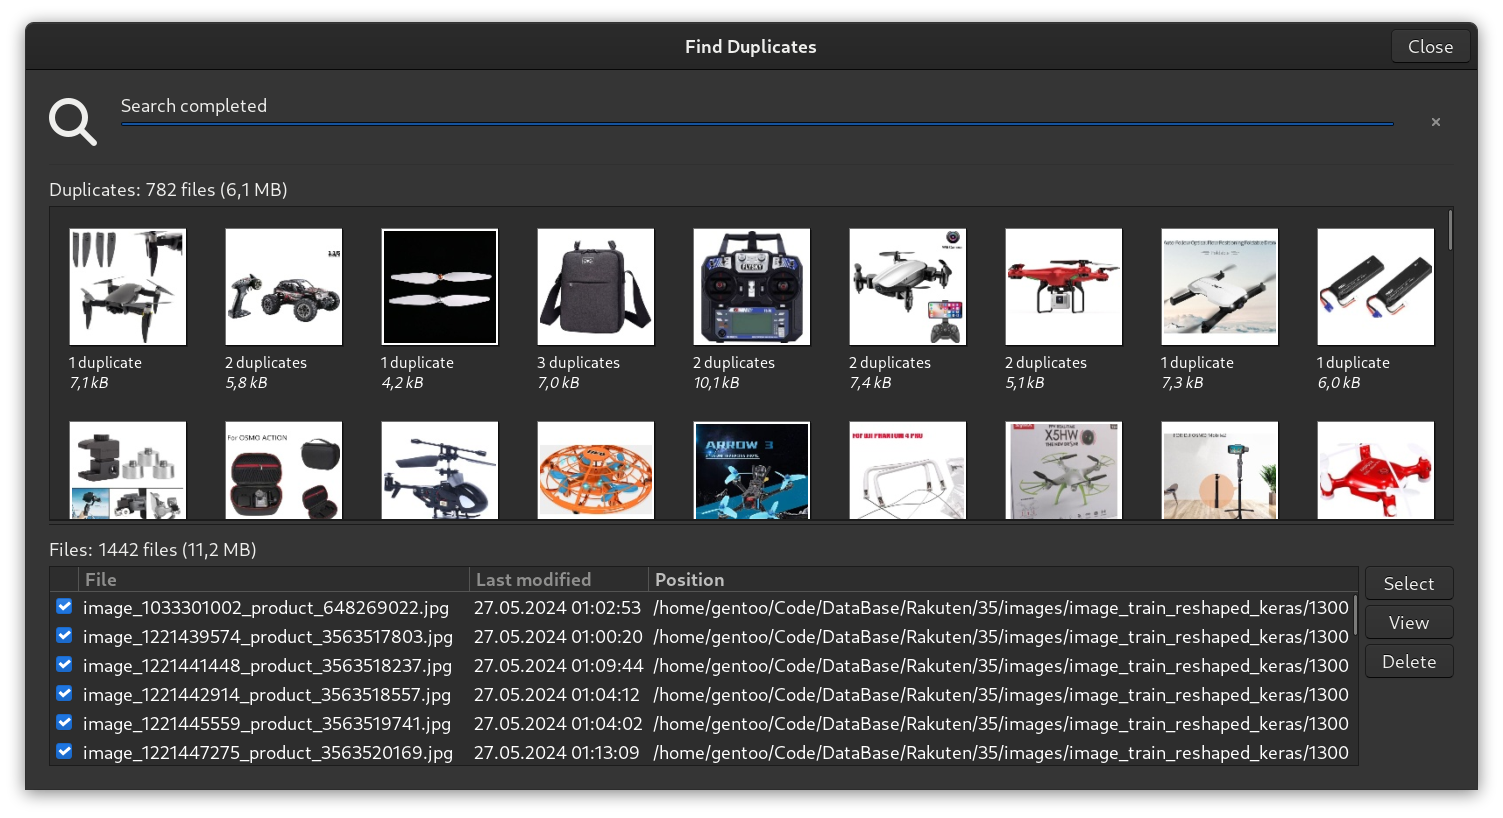 Find Duplicates
Close
Search completed
Duplicates: 782 files (6,1 MB)
FLYSKY
1 duplicate
2 duplicates
1 duplicate
3 duplicates
2 duplicates
2 duplicates
2 duplicates
1 duplicate
1 duplicate
7,1 kB
5,8 kB
4,2 kB
7,0 kB
10,1 kB
7,4 kB
5,1 kB
7,3 kB
6,0 kB
For OSMO ACTION
UFO
ARROW 3
FOR DJI PHANTOM 4 PRO
X5HW
Files: 1442 files (11,2 MB)
File Last modified Position
image_1033301002_product_648269022.jpg 27.05.2024 01:02:53 /home/gentoo/Code/DataBase/Rakuten/35/images/image_train_reshaped_keras/1300
image_1221439574_product_3563517803.jpg 27.05.2024 01:00:20 /home/gentoo/Code/DataBase/Rakuten/35/images/image_train_reshaped_keras/1300
image_1221441448_product_3563518237.jpg 27.05.2024 01:09:44 /home/gentoo/Code/DataBase/Rakuten/35/images/image_train_reshaped_keras/1300
image_1221442914_product_3563518557.jpg 27.05.2024 01:04:12 /home/gentoo/Code/DataBase/Rakuten/35/images/image_train_reshaped_keras/1300
image_1221445559_product_3563519741.jpg 27.05.2024 01:04:02 /home/gentoo/Code/DataBase/Rakuten/35/images/image_train_reshaped_keras/1300
image_1221447275_product_3563520169.jpg 27.05.2024 01:13:09 /home/gentoo/Code/DataBase/Rakuten/35/images/image_train_reshaped_keras/1300
Select
View
Delete